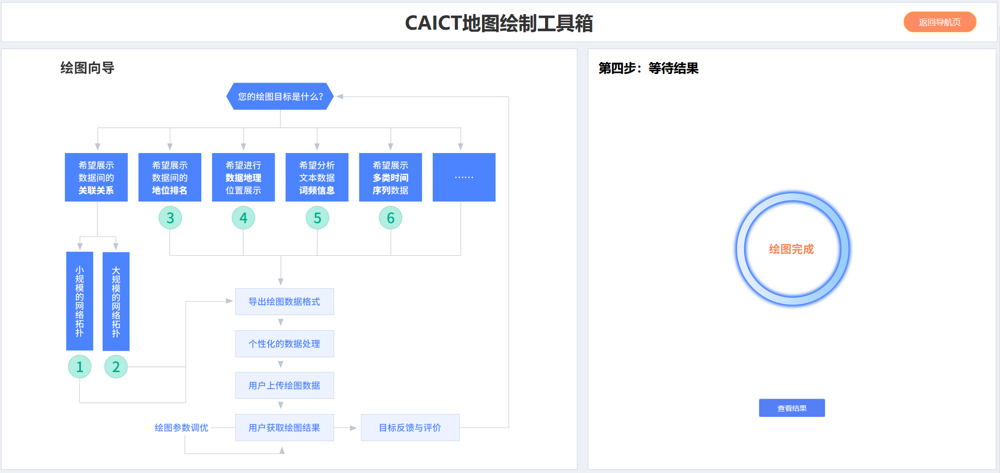 CAICT地图绘制工具箱
返回导航页
绘图向导
您的绘图目标是什么?
希望展示
数据间的
关联关系
希望展示
数据间的
地位排名
希望进行
数据地理
位置展示
希望分析
文本数据
词频信息
希望展示
多类时间
序列数据
……
3
4
5
6
小规模的网络拓扑
大规模的网络拓扑
1
2
导出绘图数据格式
个性化的数据处理
用户上传绘图数据
绘图参数调优
用户获取绘图结果
目标反馈与评价
第四步：等待结果
绘图完成
查看结果